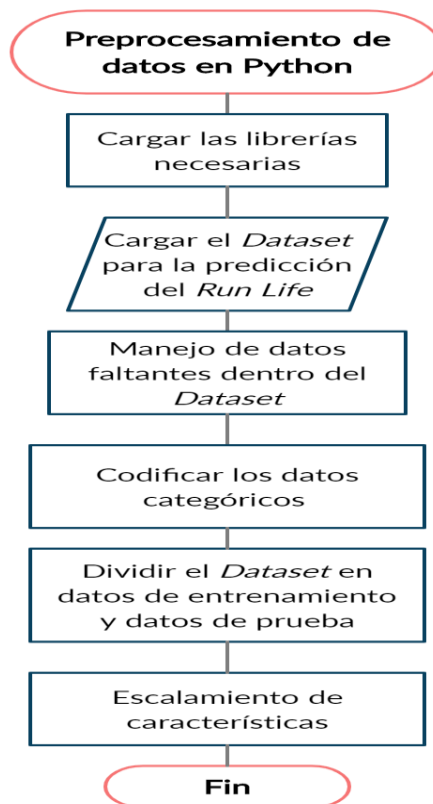 Preprocesamiento de
datos en Python
Cargar las librerías
necesarias
Cargar el Dataset
para la predicción
del Run Life
Manejo de datos
faltantes dentro del
Dataset
Codificar los datos
categóricos
Dividir el Dataset en
datos de entrenamiento
y datos de prueba
Escalamiento de
características
Fin